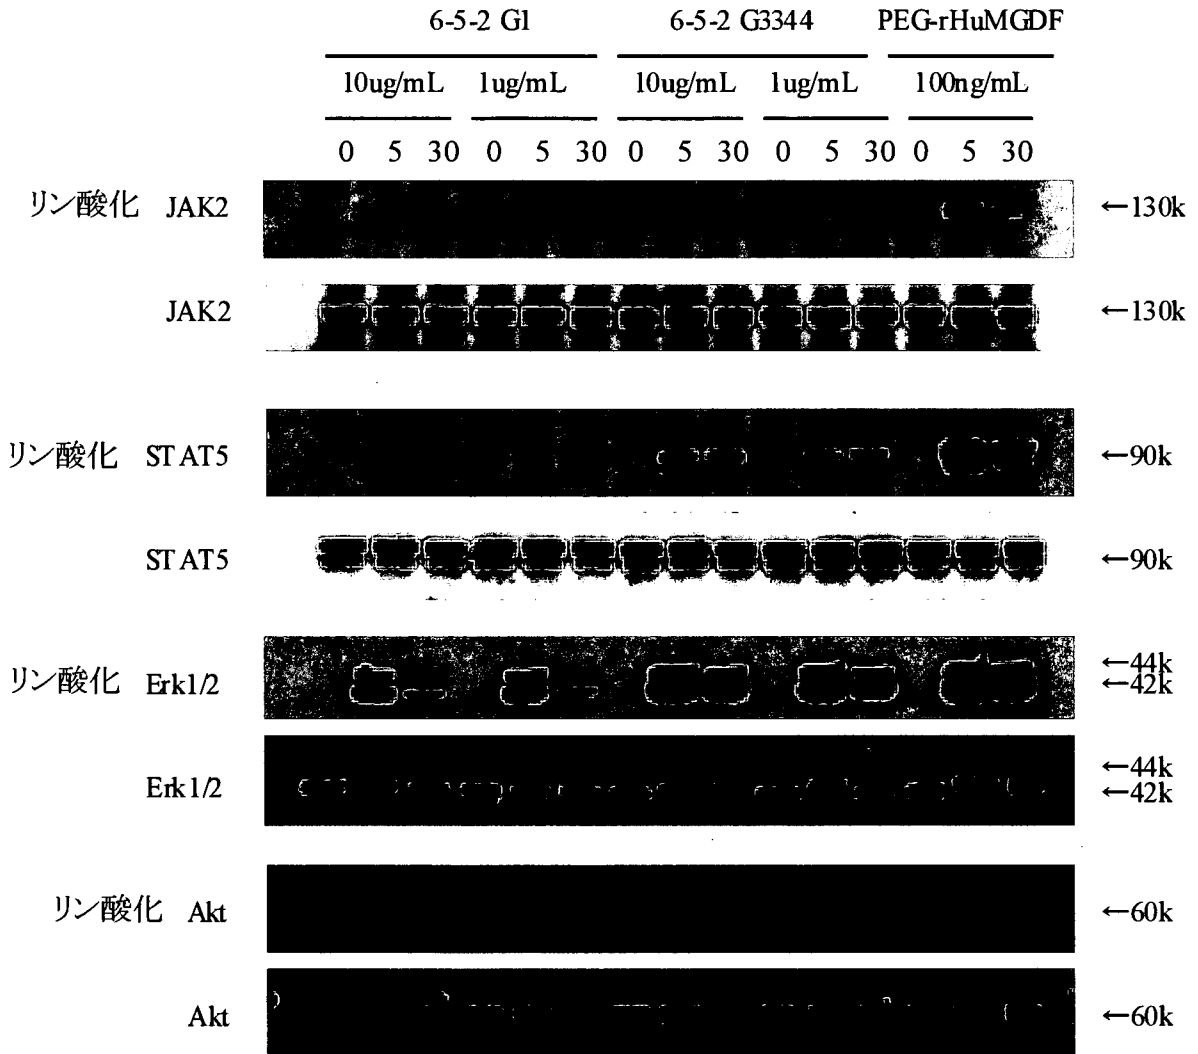 6-5-2 G1 6-5-2 G3344 PEG-rHuMGDF
10ug/mL 1ug/mL 10ug/mL 1ug/mL 100ng/mL
0 5 30 0 5 30 0 5 30 0 5 30 0 5 30
リン酸化 JAK2 ←130k
JAK2 ←130k
リン酸化 STAT5 ←90k
STAT5 ←90k
←44k
リン酸化 Erk1/2 ←42k
←44k
Erk1/2 ←42k
リン酸化 Akt ←60k
Akt ←60k